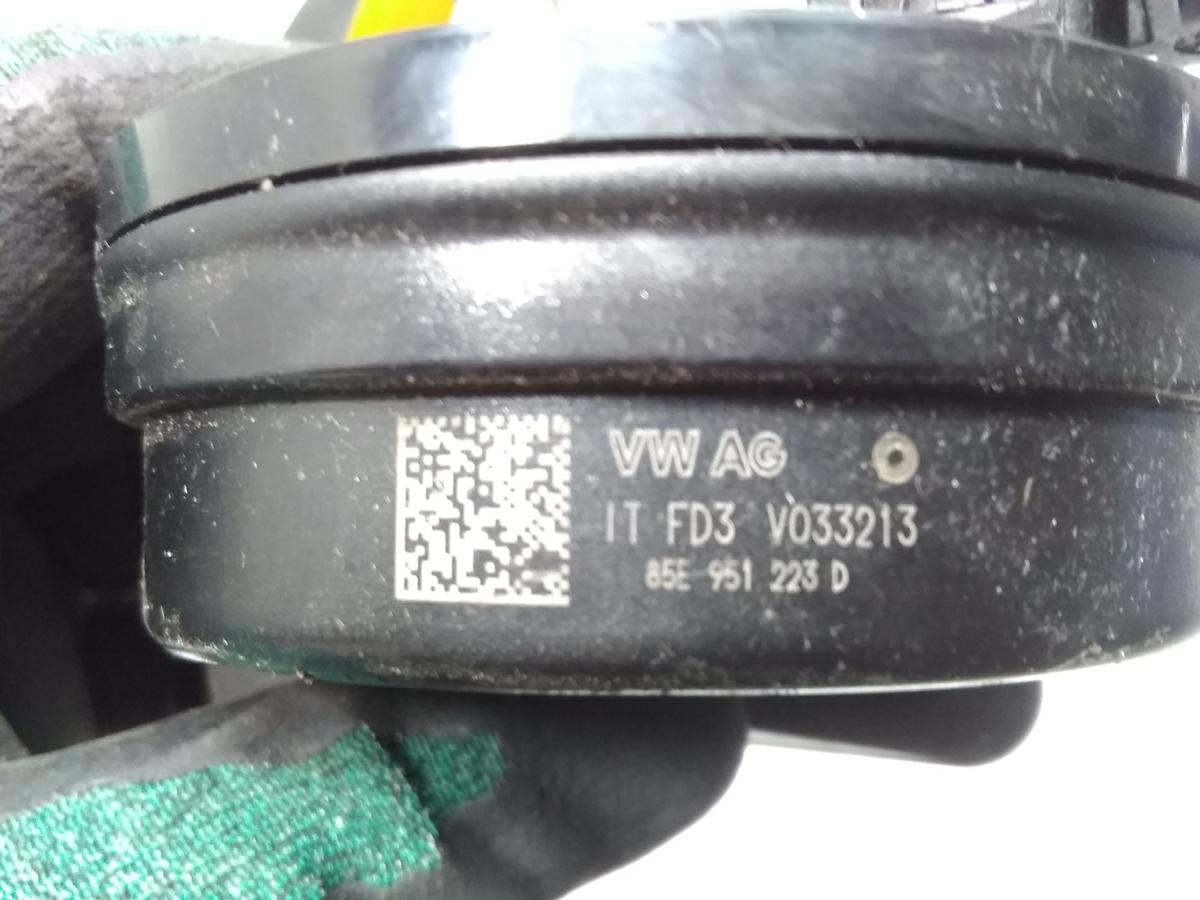 VW AG
IT FD3 V033213
85E 951 223 D